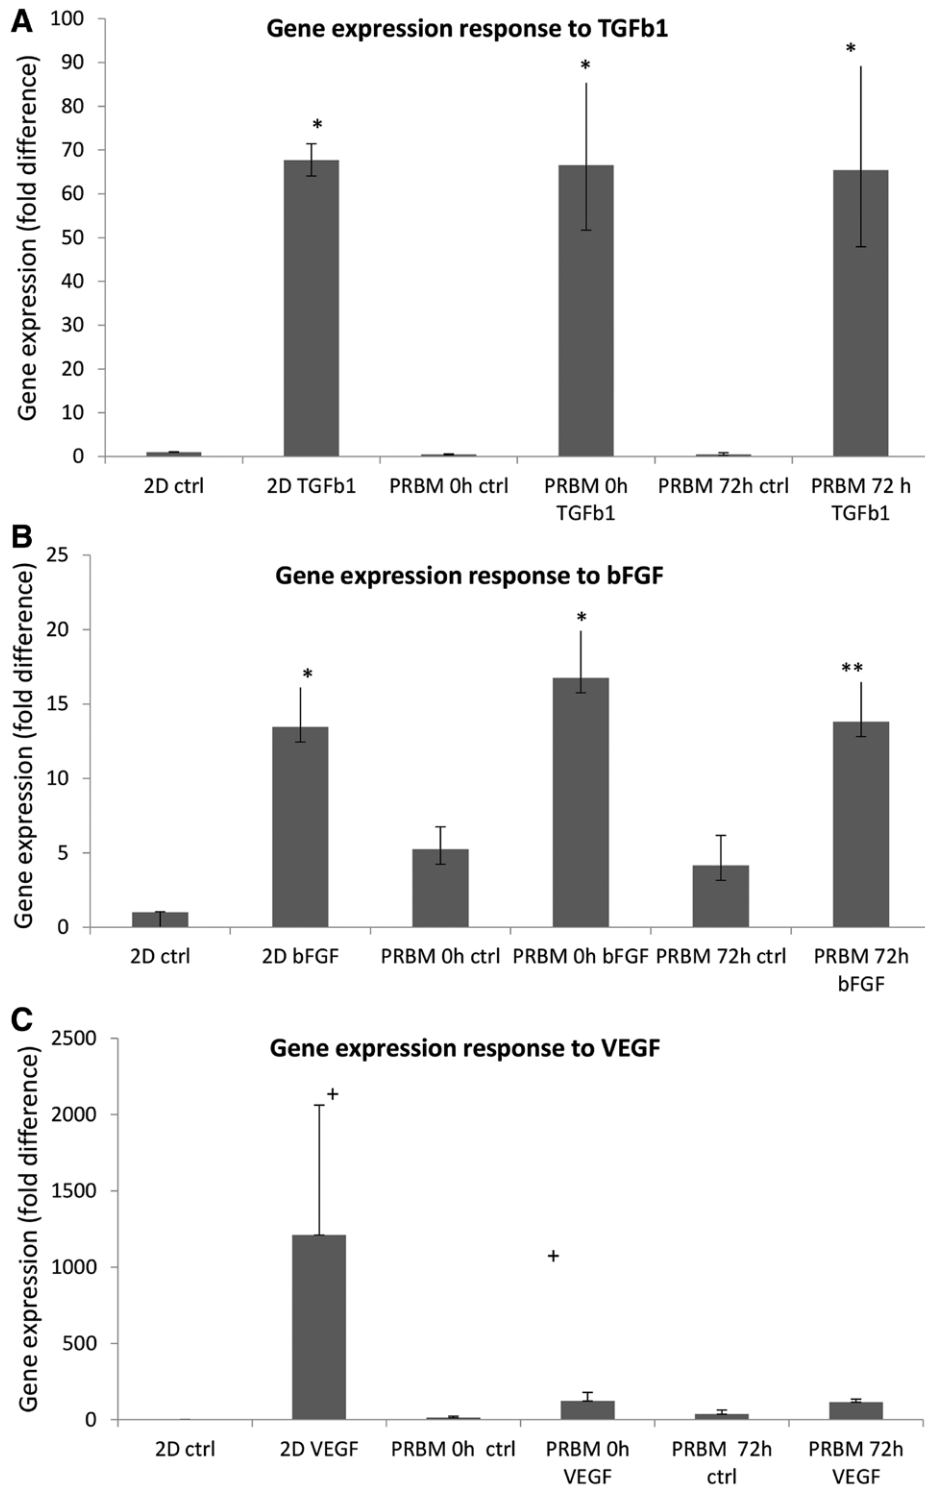 A
Gene expression response to TGFb1
Gene expression (fold difference)
100
90
80
70
60
50
40
30
20
10
0
*
*
*
2D ctrl 2D TGFb1 PRBM 0h ctrl PRBM 0h PRBM 72h ctrl PRBM 72 h
TGFb1 TGFb1
B
Gene expression response to bFGF
Gene expression (fold difference)
25
20
15
10
5
0
*
*
**
2D ctrl 2D bFGF PRBM 0h ctrl PRBM 0h bFGF PRBM 72h ctrl PRBM 72h
bFGF
C
Gene expression response to VEGF
Gene expression (fold difference)
2500
2000
1500
1000
500
0
+
+
2D ctrl 2D VEGF PRBM 0h ctrl PRBM 0h PRBM 72h PRBM 72h
VEGF ctrl VEGF